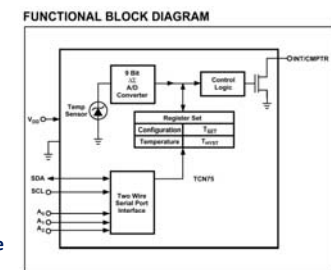 FUNCTIONAL BLOCK DIAGRAM
9 Bit
ΔΣ
A/D
Converter
Control
Logic
INT/CMPTR
Temp
Sensor
VDD
Register Set
Configuration TSET
Temperature THYST
SDA
SCL
TCN75
Two Wire
Serial Port
Interface
A0
A1
A2
e